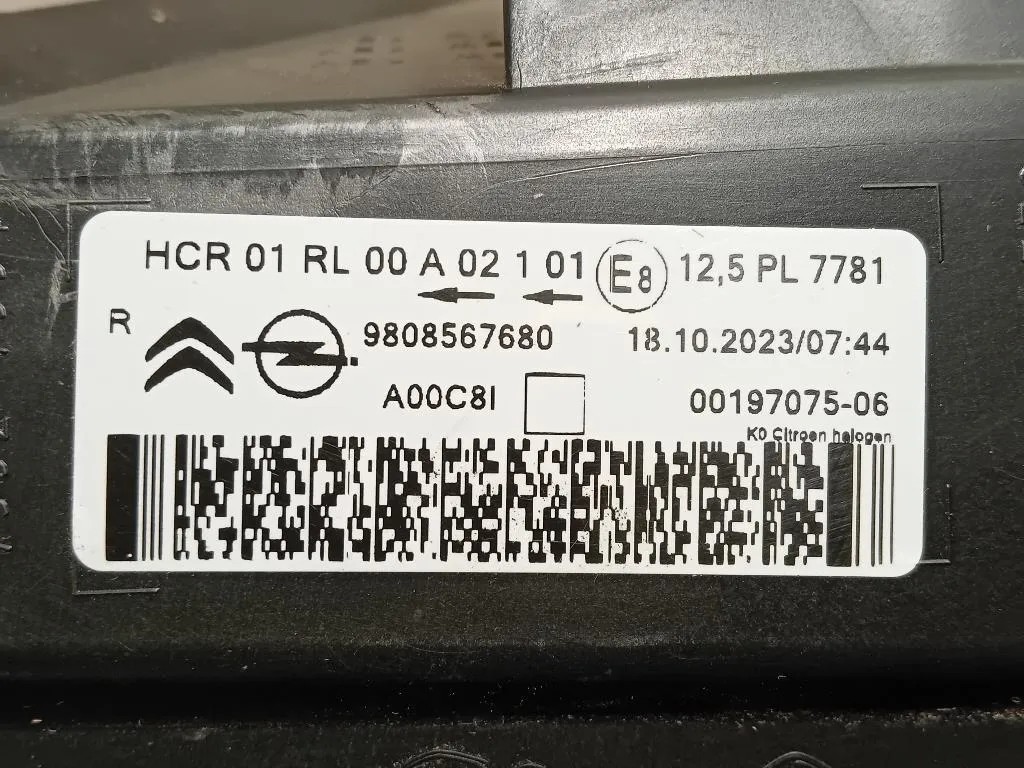 HCR 01 RL 00 A 02 1 01 E8 12,5 PL 7781
R 9808567680 18.10.2023/07:44
A00C8I 00197075-06
K0 Citroen halogen